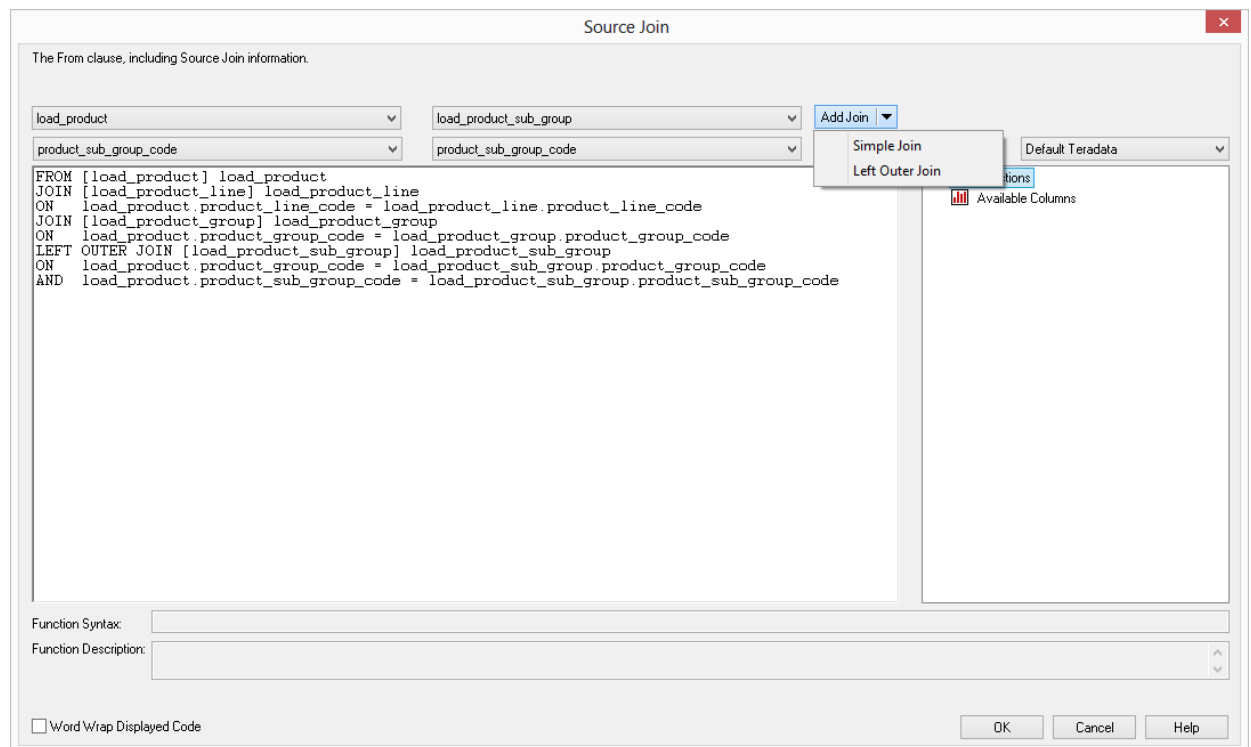 Source Join
The From clause, including Source Join information.
load_product
load_product_sub_group
Add Join
product_sub_group_code
product_sub_group_code
Simple Join
Left Outer Join
Default Teradata
FROM [load_product] load_product
JOIN [load_product_line] load_product_line
ON load_product.product_line_code = load_product_line.product_line_code
JOIN [load_product_group] load_product_group
ON load_product.product_group_code = load_product_group.product_group_code
LEFT OUTER JOIN [load_product_sub_group] load_product_sub_group
ON load_product.product_group_code = load_product_sub_group.product_group_code
AND load_product.product_sub_group_code = load_product_sub_group.product_sub_group_code
Available Columns
Function Syntax:
Function Description:
Word Wrap Displayed Code
OK
Cancel
Help